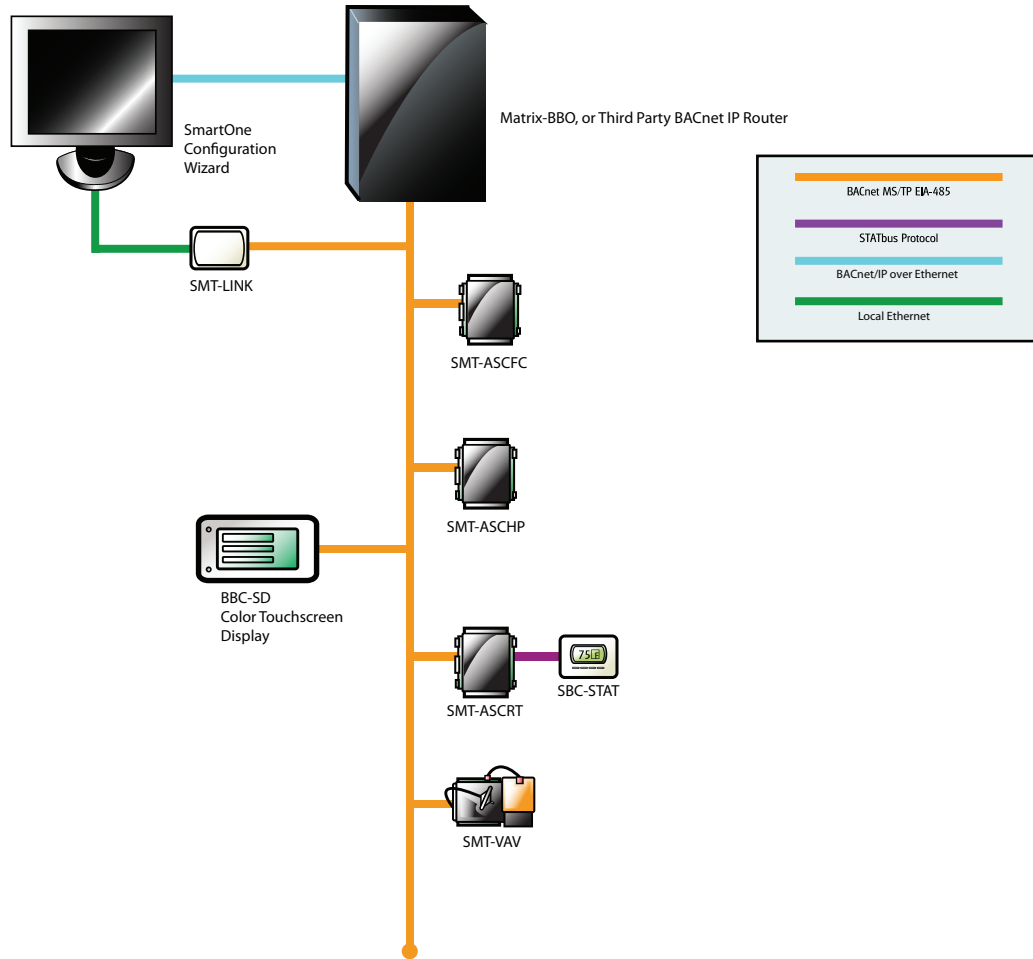 SmartOne
Configuration
Wizard
Matrix-BBO, or Third Party BACnet IP Router
BACnet MS/TP EIA-485
STATbus Protocol
BACnet/IP over Ethernet
Local Ethernet
SMT-LINK
SMT-ASCFC
SMT-ASCHP
BBC-SD
Color Touchscreen
Display
SMT-ASCRT
75F
SBC-STAT
SMT-VAV